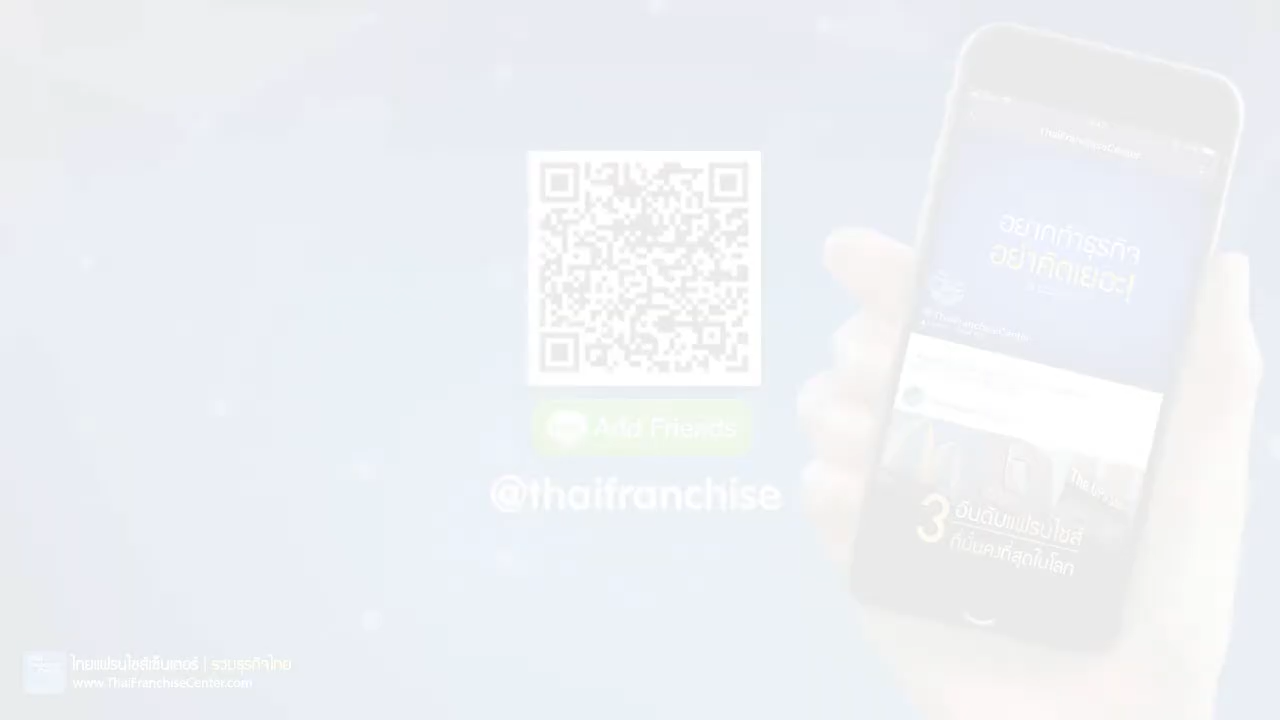 ThaiFranchiseCenter
อยากทำธุรกิจ
อย่าคิดเยอะ!
ThaiFranchiseCenter
Add Friends
@thaifranchise
3 อันดับแฟรนไชส์
ที่มั่นคงที่สุดในโลก
ไทยแฟรนไชส์เซ็นเตอร์ | รวมธุรกิจไทย
www.ThaiFranchiseCenter.com